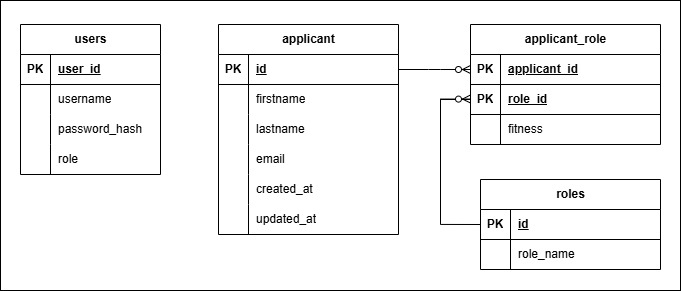 users
PK user_id
username
password_hash
role
applicant
PK id
firstname
lastname
email
created_at
updated_at
applicant_role
PK applicant_id
PK role_id
fitness
roles
PK id
role_name